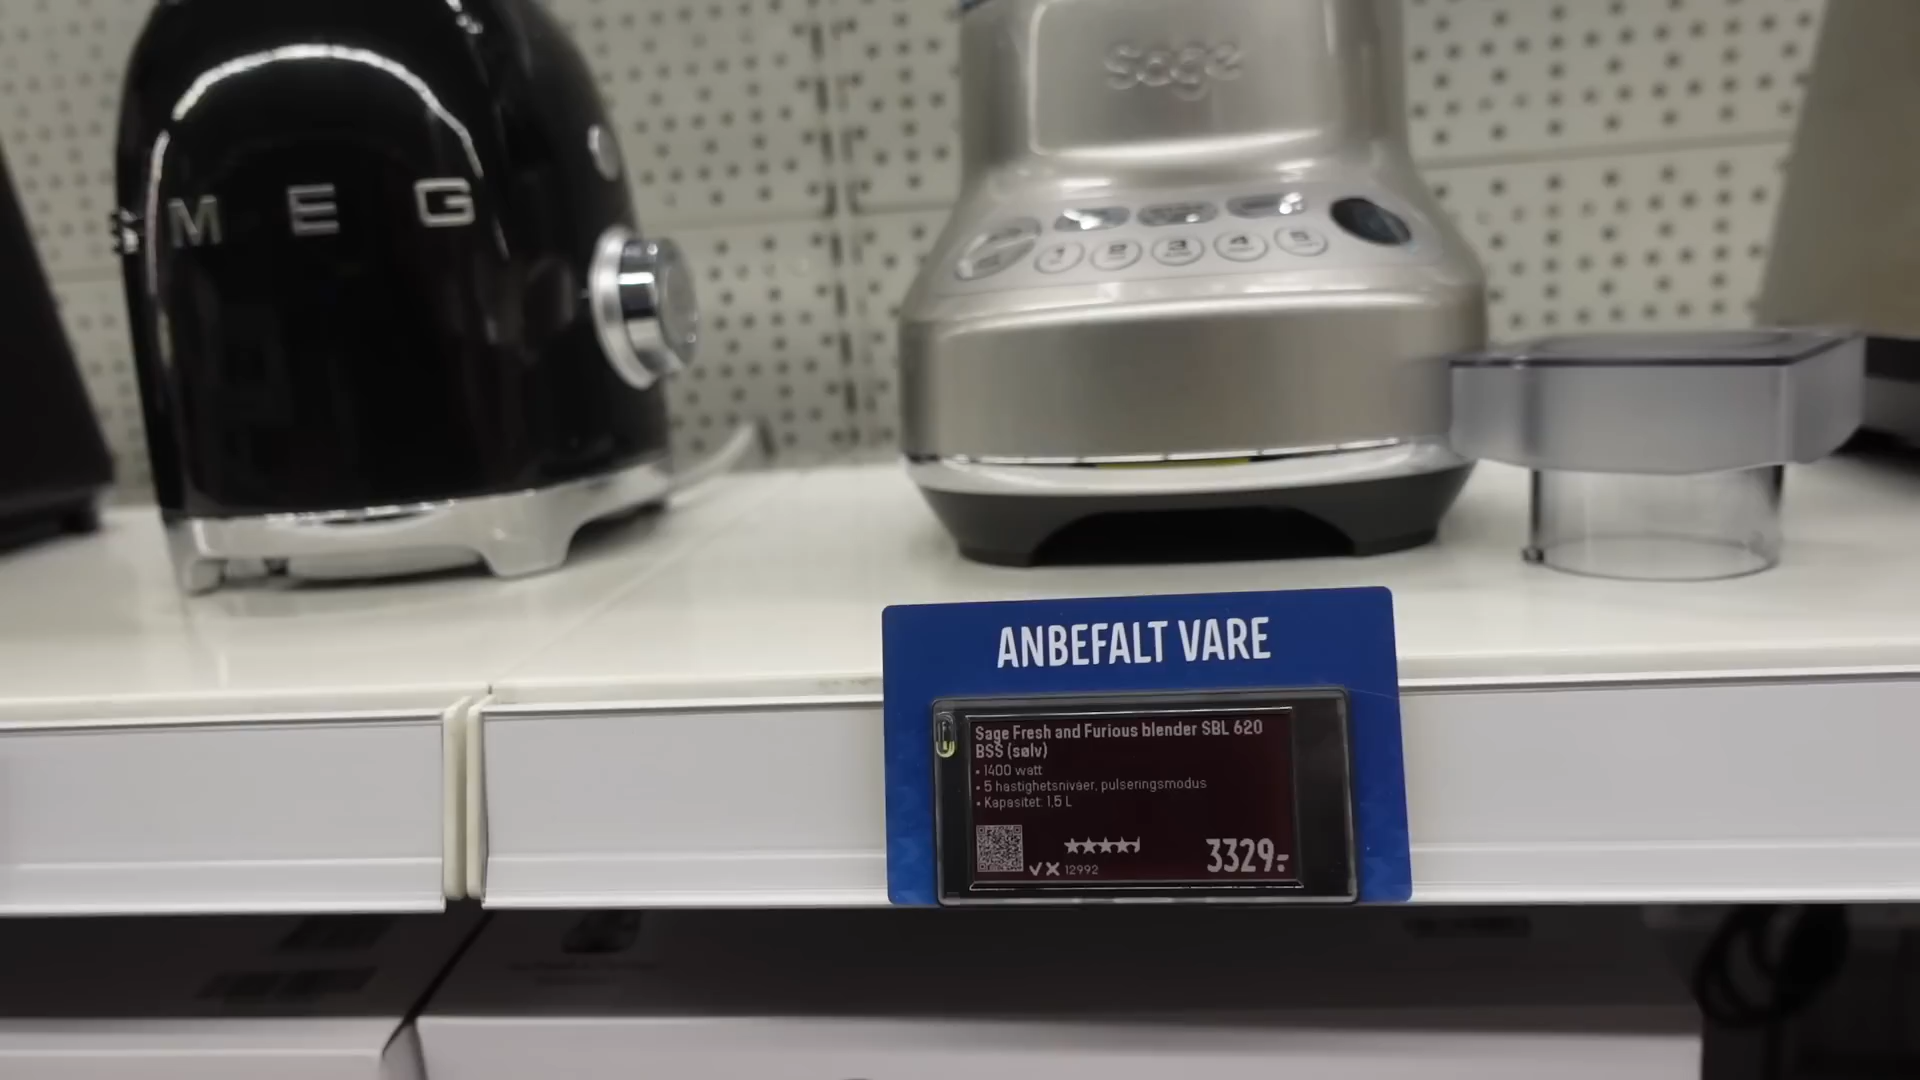 SMEG
sage
1 2 3 4 5
ANBEFALT VARE
Sage Fresh and Furious blender SBL 620
BSS (sølv)
• 1400 watt
• 5 hastighetsnivåer, pulseringsmodus
• Kapasitet: 1,5 L
12992
3329:-